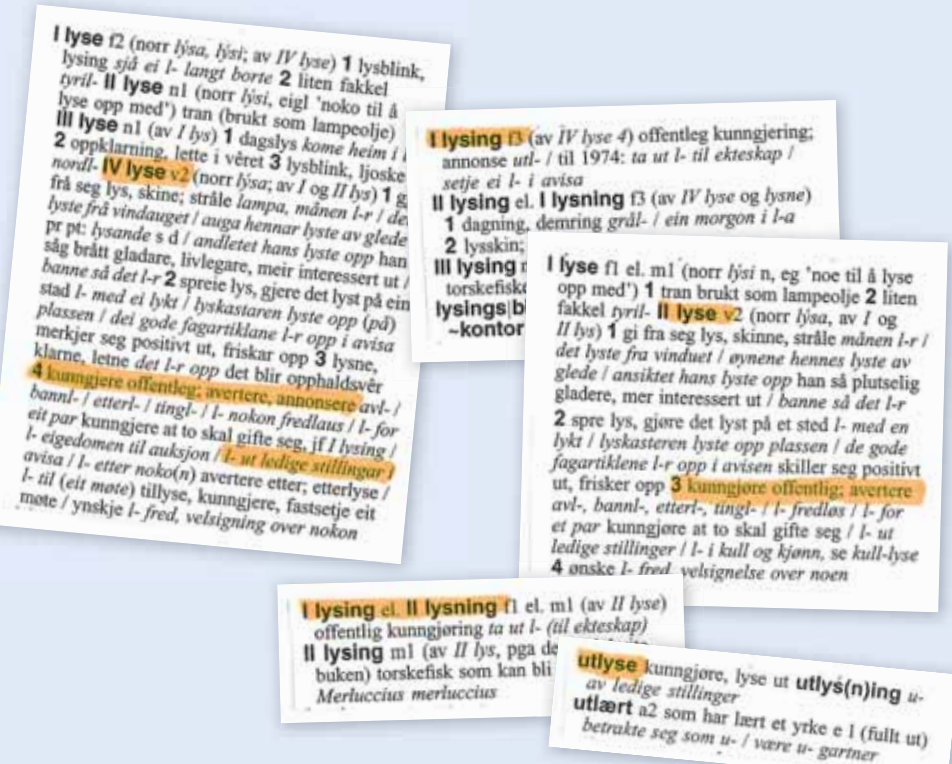 I lyse f2 (norr lýsa, lýsi; av IV lyse) 1 lysblink,
lysing sjå ei l- langt borte 2 liten fakkel
tyril- II lyse n1 (norr lýsi, eigl 'noko til å
lyse opp med') tran (brukt som lampeolje)
III lyse n1 (av I lys) 1 dagslys kome heim i
2 oppklarning, lette i vêret 3 lysblink, ljoske
nordl- IV lyse v2 (norr lýsa; av I og II lys) 1 g
frå seg lys, skine; stråle lampa, månen l-r / de
lyste frå vindauget / auga hennar lyste av glede
pr pt: lysande s d / andletet hans lyste opp han
såg brått gladare, livlegare, meir interessert ut /
banne så det l-r 2 spreie lys, gjere det lyst på ein
stad l- med ei lykt / lyskastaren lyste opp (på)
plassen / dei gode fagartiklane l-r opp i avisa
merkjer seg positivt ut, friskar opp 3 lysne,
klarne, letne det l-r opp det blir opphaldsvêr
4 kunngjere offentleg; avertere, annonsere avl- /
bannl- / etterl- / tingl- / l- nokon fredlaus / l- for
eit par kunngjere at to skal gifte seg, jf I lysing /
l- eigedomen til auksjon / l- ut ledige stillingar /
avisa / l- etter noko(n) avertere etter; etterlyse /
l- til (eit møte) tillyse, kunngjere, fastsetje eit
møte / ynskje l- fred, velsigning over nokon
I lysing f3 (av IV lyse 4) offentleg kunngjering;
annonse utl- / til 1974: ta ut l- til ekteskap /
setje ei l- i avisa
II lysing el. I lysning f3 (av IV lyse og lysne)
1 dagning, demring grål- / ein morgon i l-a
2 lysskin;
III lysing
torskefisk
lysings|bl
~kontor
I lyse f1 el. m1 (norr lýsi n, eg 'noe til å lyse
opp med') 1 tran brukt som lampeolje 2 liten
fakkel tyril- II lyse v2 (norr lýsa, av I og
II lys) 1 gi fra seg lys, skinne, stråle månen l-r /
det lyste fra vinduet / øynene hennes lyste av
glede / ansiktet hans lyste opp han så plutselig
gladere, mer interessert ut / banne så det l-r
2 spre lys, gjøre det lyst på et sted l- med en
lykt / lyskasteren lyste opp plassen / de gode
fagartiklene l-r opp i avisen skiller seg positivt
ut, frisker opp 3 kunngjøre offentlig; avertere
avl-, bannl-, etterl-, tingl- / l- fredløs / l- for
et par kunngjøre at to skal gifte seg / l- ut
ledige stillinger / l- i kull og kjønn, se kull-lyse
4 ønske l- fred, velsignelse over noen
I lysing el. II lysning f1 el. m1 (av II lyse)
offentlig kunngjøring ta ut l- (til ekteskap)
II lysing m1 (av II lys, pga de
buken) torskefisk som kan bli
Merluccius merluccius
utlyse kunngjøre, lyse ut utlys(n)ing u-
av ledige stillinger
utlært a2 som har lært et yrke e l (fullt ut)
betrakte seg som u- / være u- gartner